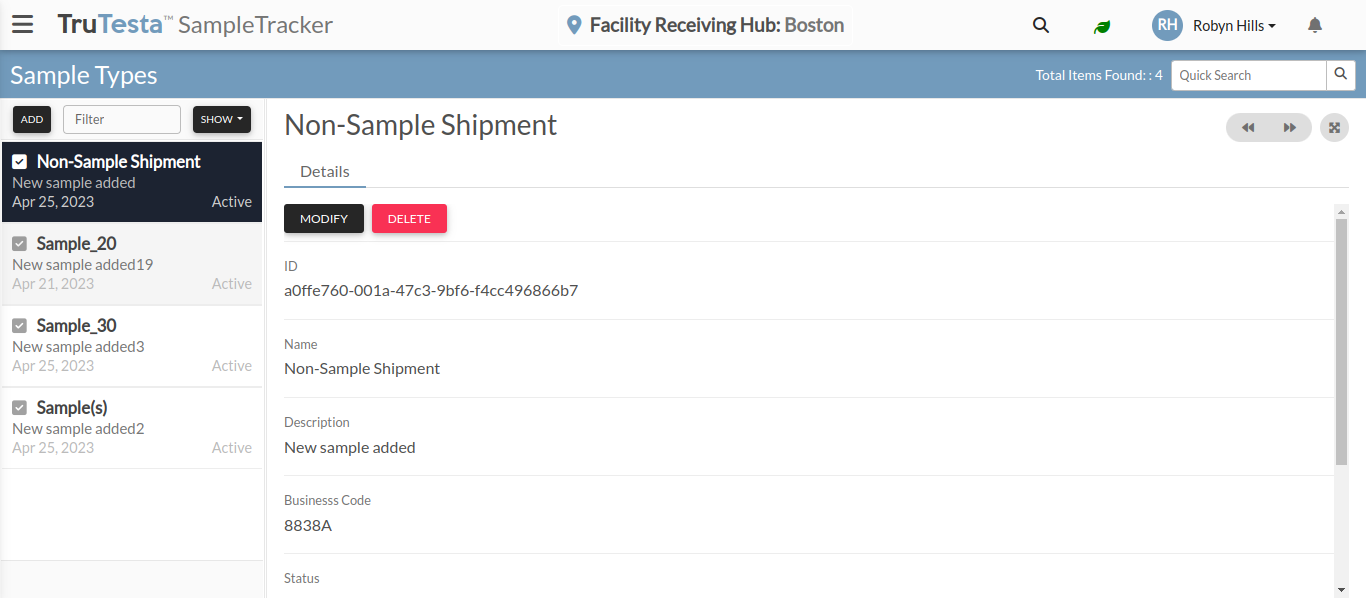 TruTesta™ SampleTracker
Facility Receiving Hub: Boston
RH Robyn Hills
Sample Types
Total Items Found: : 4
Quick Search
ADD
Filter
SHOW
Non-Sample Shipment
New sample added
Apr 25, 2023 Active
Sample_20
New sample added19
Apr 21, 2023 Active
Sample_30
New sample added3
Apr 25, 2023 Active
Sample(s)
New sample added2
Apr 25, 2023 Active
Non-Sample Shipment
Details
MODIFY DELETE
ID
a0ffe760-001a-47c3-9bf6-f4cc496866b7
Name
Non-Sample Shipment
Description
New sample added
Businesss Code
8838A
Status